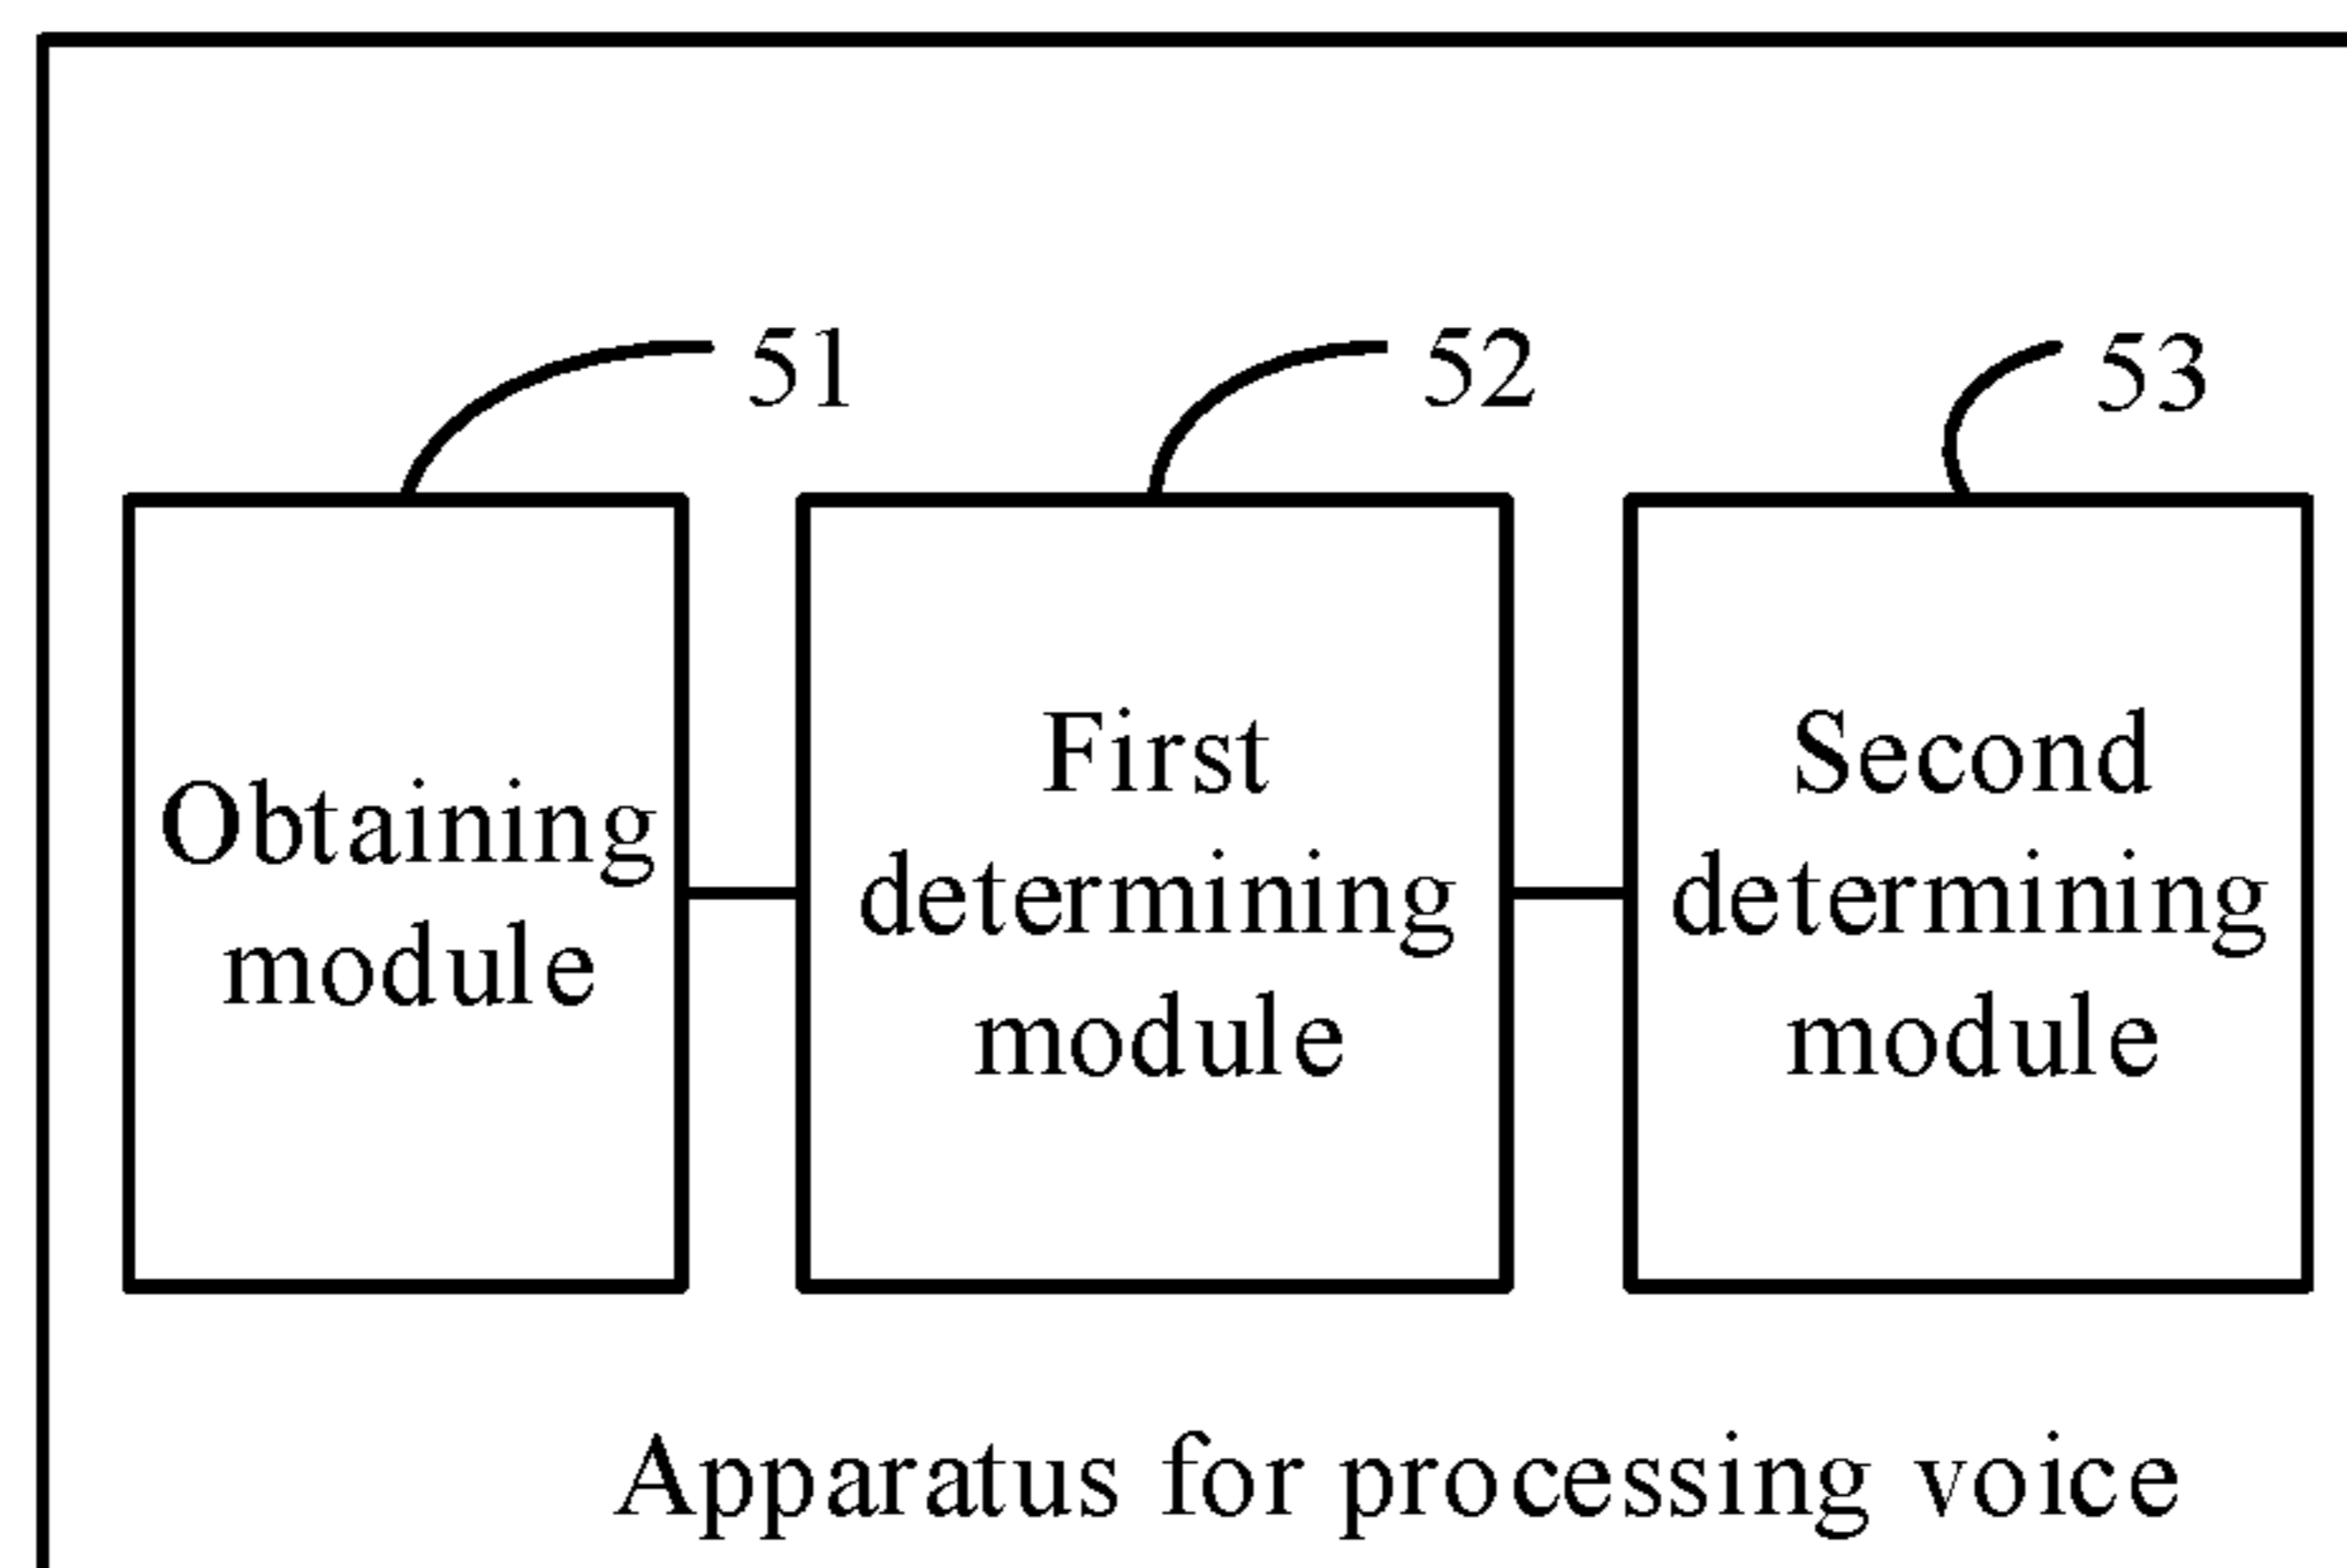 51
52
53
Obtaining
module
First
determining
module
Second
determining
module
Apparatus for processing voice